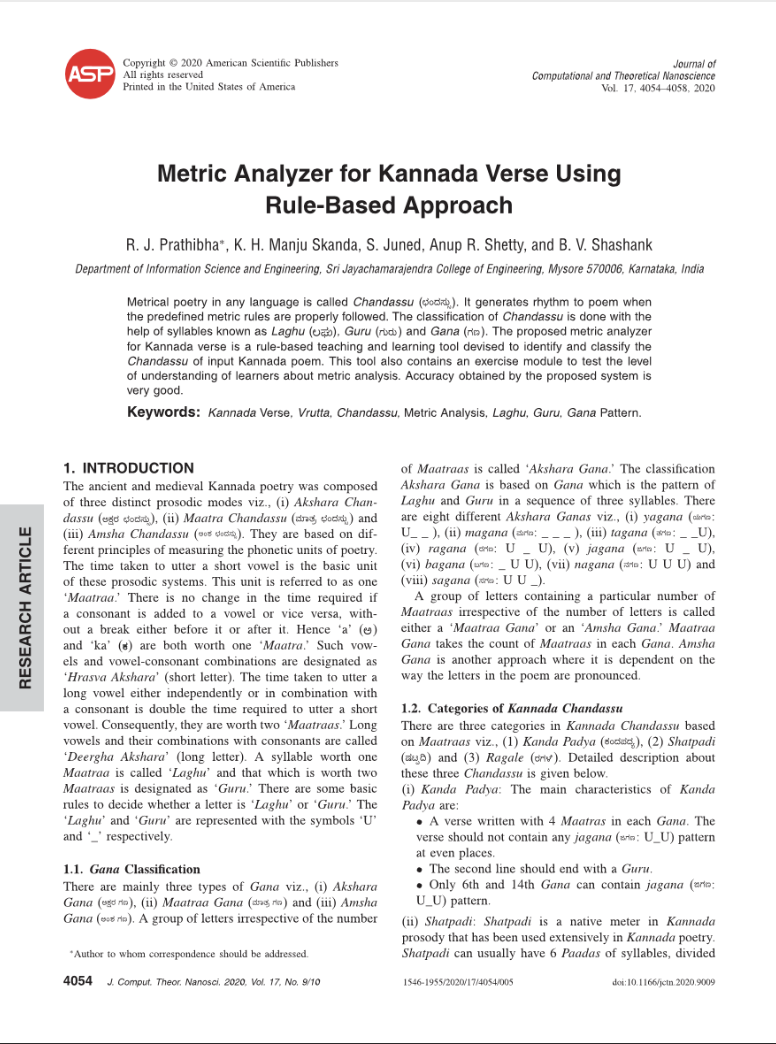 ASP
Copyright © 2020 American Scientific Publishers
All rights reserved
Printed in the United States of America
Journal of
Computational and Theoretical Nanoscience
Vol. 17, 4054–4058, 2020
Metric Analyzer for Kannada Verse Using
Rule-Based Approach
R. J. Prathibha*, K. H. Manju Skanda, S. Juned, Anup R. Shetty, and B. V. Shashank
Department of Information Science and Engineering, Sri Jayachamarajendra College of Engineering, Mysore 570006, Karnataka, India
Metrical poetry in any language is called Chandassu (ಛಂದಸ್ಸು). It generates rhythm to poem when
the predefined metric rules are properly followed. The classification of Chandassu is done with the
help of syllables known as Laghu (ಲಘು), Guru (ಗುರು) and Gana (ಗಣ). The proposed metric analyzer
for Kannada verse is a rule-based teaching and learning tool devised to identify and classify the
Chandassu of input Kannada poem. This tool also contains an exercise module to test the level
of understanding of learners about metric analysis. Accuracy obtained by the proposed system is
very good.
Keywords: Kannada Verse, Vrutta, Chandassu, Metric Analysis, Laghu, Guru, Gana Pattern.
RESEARCH ARTICLE
1. INTRODUCTION
The ancient and medieval Kannada poetry was composed
of three distinct prosodic modes viz., (i) Akshara Chan-
dassu (ಅಕ್ಷರ ಛಂದಸ್ಸು), (ii) Maatra Chandassu (ಮಾತ್ರ ಛಂದಸ್ಸು) and
(iii) Amsha Chandassu (ಅಂಶ ಛಂದಸ್ಸು). They are based on dif-
ferent principles of measuring the phonetic units of poetry.
The time taken to utter a short vowel is the basic unit
of these prosodic systems. This unit is referred to as one
‘Maatraa.’ There is no change in the time required if
a consonant is added to a vowel or vice versa, with-
out a break either before it or after it. Hence ‘a’ (ಅ)
and ‘ka’ (ಕ) are both worth one ‘Maatra.’ Such vow-
els and vowel-consonant combinations are designated as
‘Hrasva Akshara’ (short letter). The time taken to utter a
long vowel either independently or in combination with
a consonant is double the time required to utter a short
vowel. Consequently, they are worth two ‘Maatraas.’ Long
vowels and their combinations with consonants are called
‘Deergha Akshara’ (long letter). A syllable worth one
Maatraa is called ‘Laghu’ and that which is worth two
Maatraas is designated as ‘Guru.’ There are some basic
rules to decide whether a letter is ‘Laghu’ or ‘Guru.’ The
‘Laghu’ and ‘Guru’ are represented with the symbols ‘U’
and ‘_’ respectively.
1.1. Gana Classification
There are mainly three types of Gana viz., (i) Akshara
Gana (ಅಕ್ಷರ ಗಣ), (ii) Maatraa Gana (ಮಾತ್ರ ಗಣ) and (iii) Amsha
Gana (ಅಂಶ ಗಣ). A group of letters irrespective of the number
*Author to whom correspondence should be addressed.
of Maatraas is called ‘Akshara Gana.’ The classification
Akshara Gana is based on Gana which is the pattern of
Laghu and Guru in a sequence of three syllables. There
are eight different Akshara Ganas viz., (i) yagana (ಯಗಣ:
U_ _ ), (ii) magana (ಮಗಣ: _ _ _ ), (iii) tagana (ತಗಣ: _ _U),
(iv) ragana (ರಗಣ: U _ U), (v) jagana (ಜಗಣ: U _ U),
(vi) bagana (ಬಗಣ: _ U U), (vii) nagana (ನಗಣ: U U U) and
(viii) sagana (ಸಗಣ: U U _).
A group of letters containing a particular number of
Maatraas irrespective of the number of letters is called
either a ‘Maatraa Gana’ or an ‘Amsha Gana.’ Maatraa
Gana takes the count of Maatraas in each Gana. Amsha
Gana is another approach where it is dependent on the
way the letters in the poem are pronounced.
1.2. Categories of Kannada Chandassu
There are three categories in Kannada Chandassu based
on Maatraas viz., (1) Kanda Padya (ಕಂದಪದ್ಯ), (2) Shatpadi
(ಷಟ್ಪದಿ) and (3) Ragale (ರಗಳೆ). Detailed description about
these three Chandassu is given below.
(i) Kanda Padya: The main characteristics of Kanda
Padya are:
• A verse written with 4 Maatras in each Gana. The
verse should not contain any jagana (ಜಗಣ: U_U) pattern
at even places.
• The second line should end with a Guru.
• Only 6th and 14th Gana can contain jagana (ಜಗಣ:
U_U) pattern.
(ii) Shatpadi: Shatpadi is a native meter in Kannada
prosody that has been used extensively in Kannada poetry.
Shatpadi can usually have 6 Paadas of syllables, divided
4054 J. Comput. Theor. Nanosci. 2020, Vol. 17, No. 9/10
1546-1955/2020/17/4054/005
doi:10.1166/jctn.2020.9009